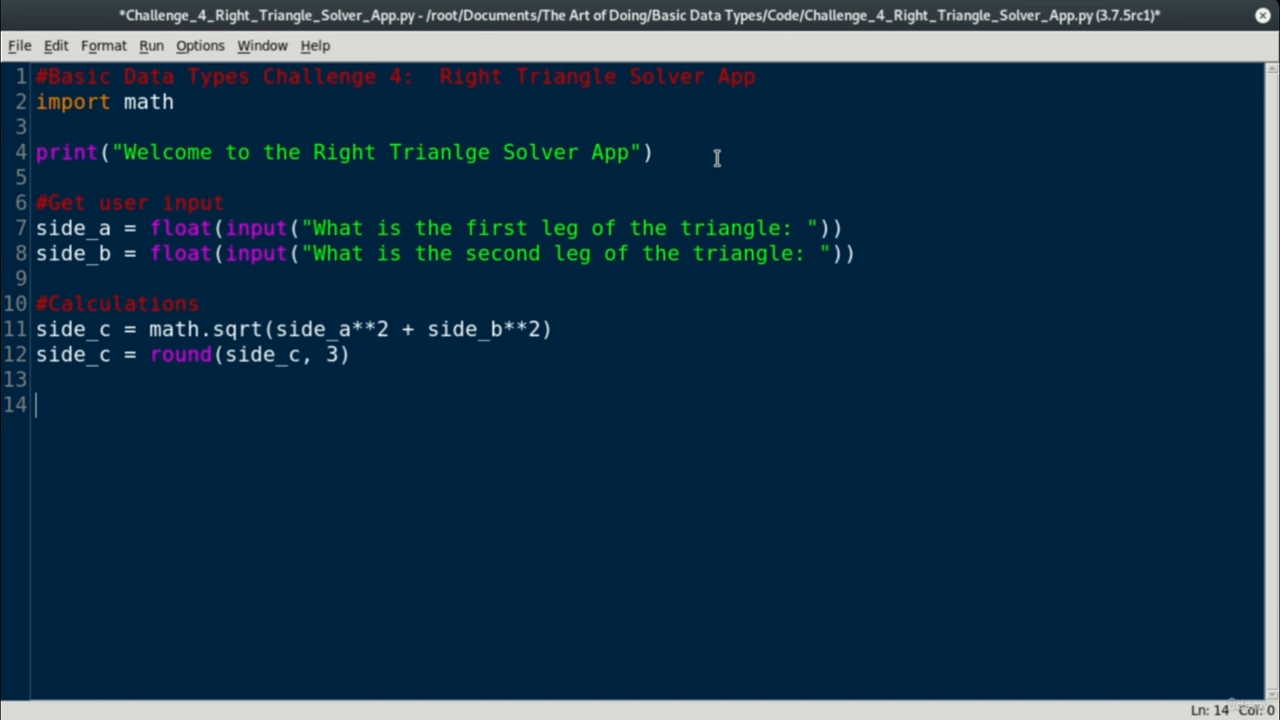 *Challenge_4_Right_Triangle_Solver_App.py - /root/Documents/The Art of Doing/Basic Data Types/Code/Challenge_4_Right_Triangle_Solver_App.py (3.7.5rc1)*
File Edit Format Run Options Window Help
1 #Basic Data Types Challenge 4:  Right Triangle Solver App
2 import math
3
4 print("Welcome to the Right Trianlge Solver App")
5
6 #Get user input
7 side_a = float(input("What is the first leg of the triangle: "))
8 side_b = float(input("What is the second leg of the triangle: "))
9
10 #Calculations
11 side_c = math.sqrt(side_a**2 + side_b**2)
12 side_c = round(side_c, 3)
13
14
Ln: 14 Col: 0